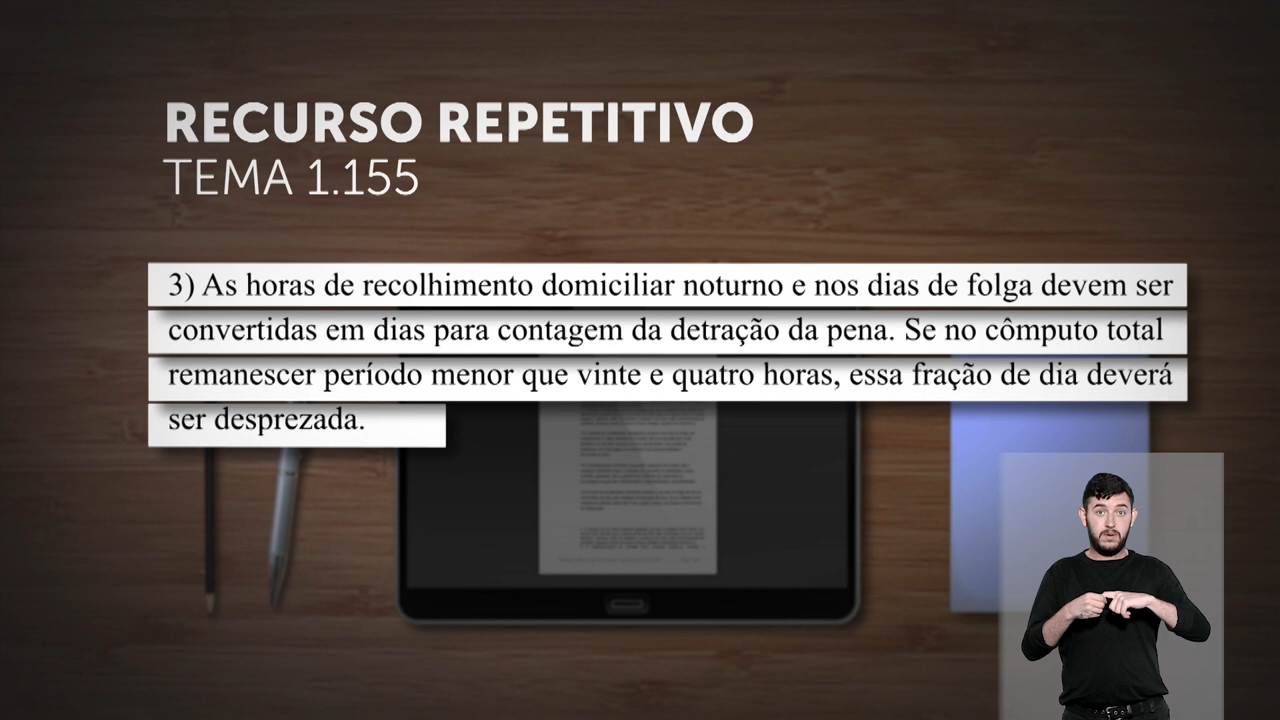 RECURSO REPETITIVO
TEMA 1.155
3) As horas de recolhimento domiciliar noturno e nos dias de folga devem ser
convertidas em dias para contagem da detração da pena. Se no cômputo total
remanescer período menor que vinte e quatro horas, essa fração de dia deverá
ser desprezada.